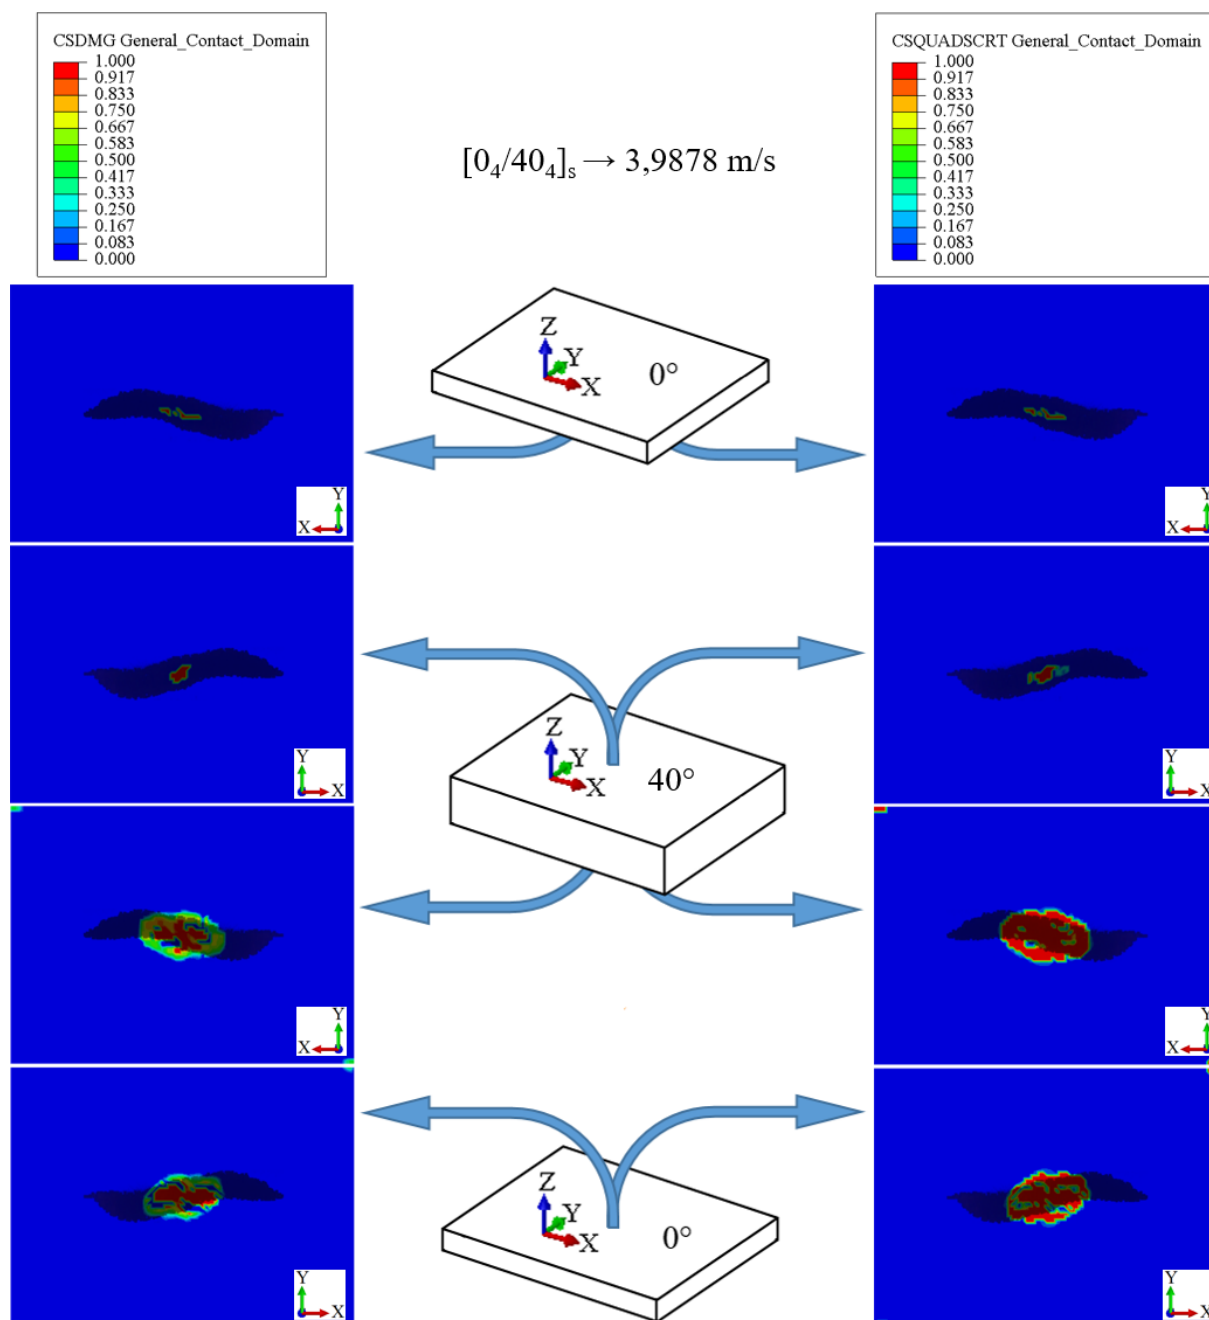 CSDMG General_Contact_Domain
1.000
0.917
0.833
0.750
0.667
0.583
0.500
0.417
0.333
0.250
0.167
0.083
0.000
[0₄/40₄]ₛ → 3,9878 m/s
CSQUADSCRT General_Contact_Domain
1.000
0.917
0.833
0.750
0.667
0.583
0.500
0.417
0.333
0.250
0.167
0.083
0.000
Y
X
Z
Y
X
0°
Y
X
Y
X
Z
Y
X
40°
Y
X
Y
X
Y
X
Y
X
Z
Y
X
0°
Y
X